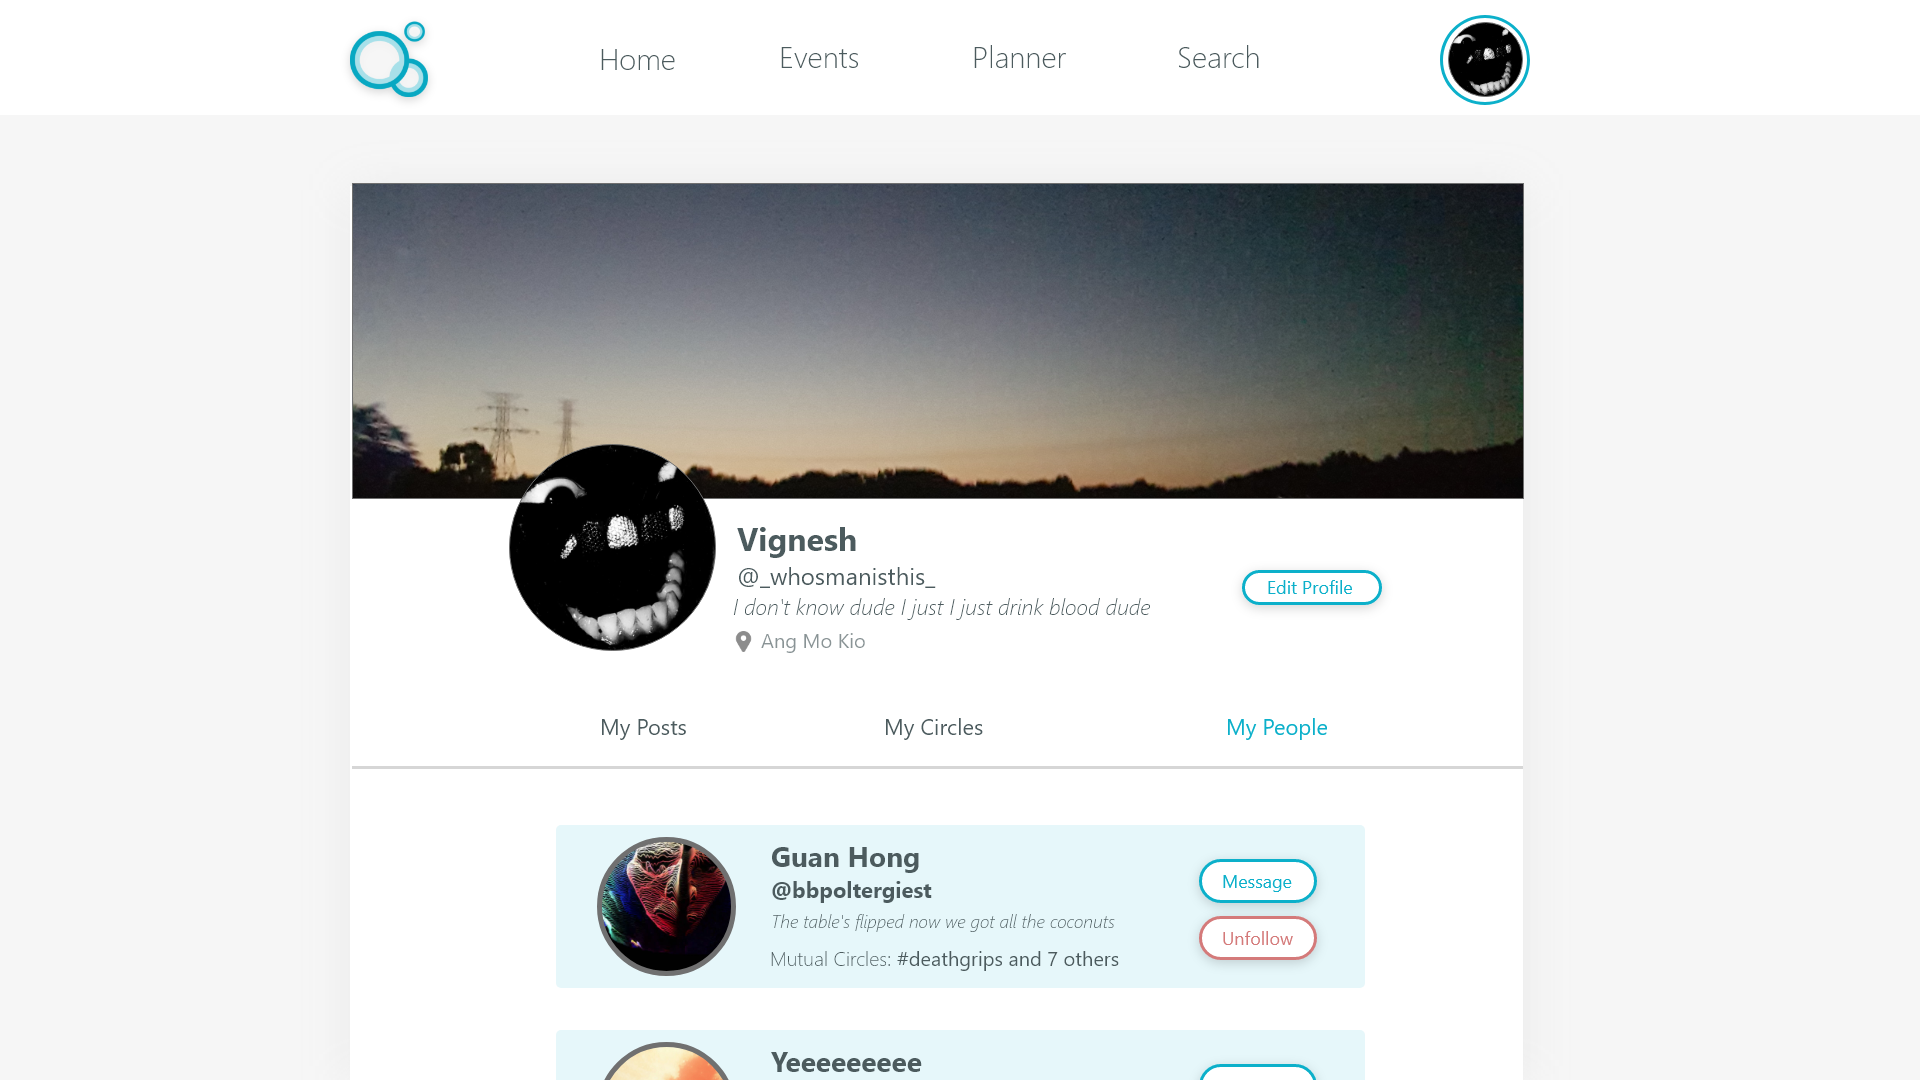 Home
Events
Planner
Search
Vignesh
@_whosmanisthis_
I don't know dude I just I just drink blood dude
Edit Profile
Ang Mo Kio
My Posts
My Circles
My People
Guan Hong
@bbpoltergiest
The table's flipped now we got all the coconuts
Mutual Circles: #deathgrips and 7 others
Message
Unfollow
Yeeeeeeeee